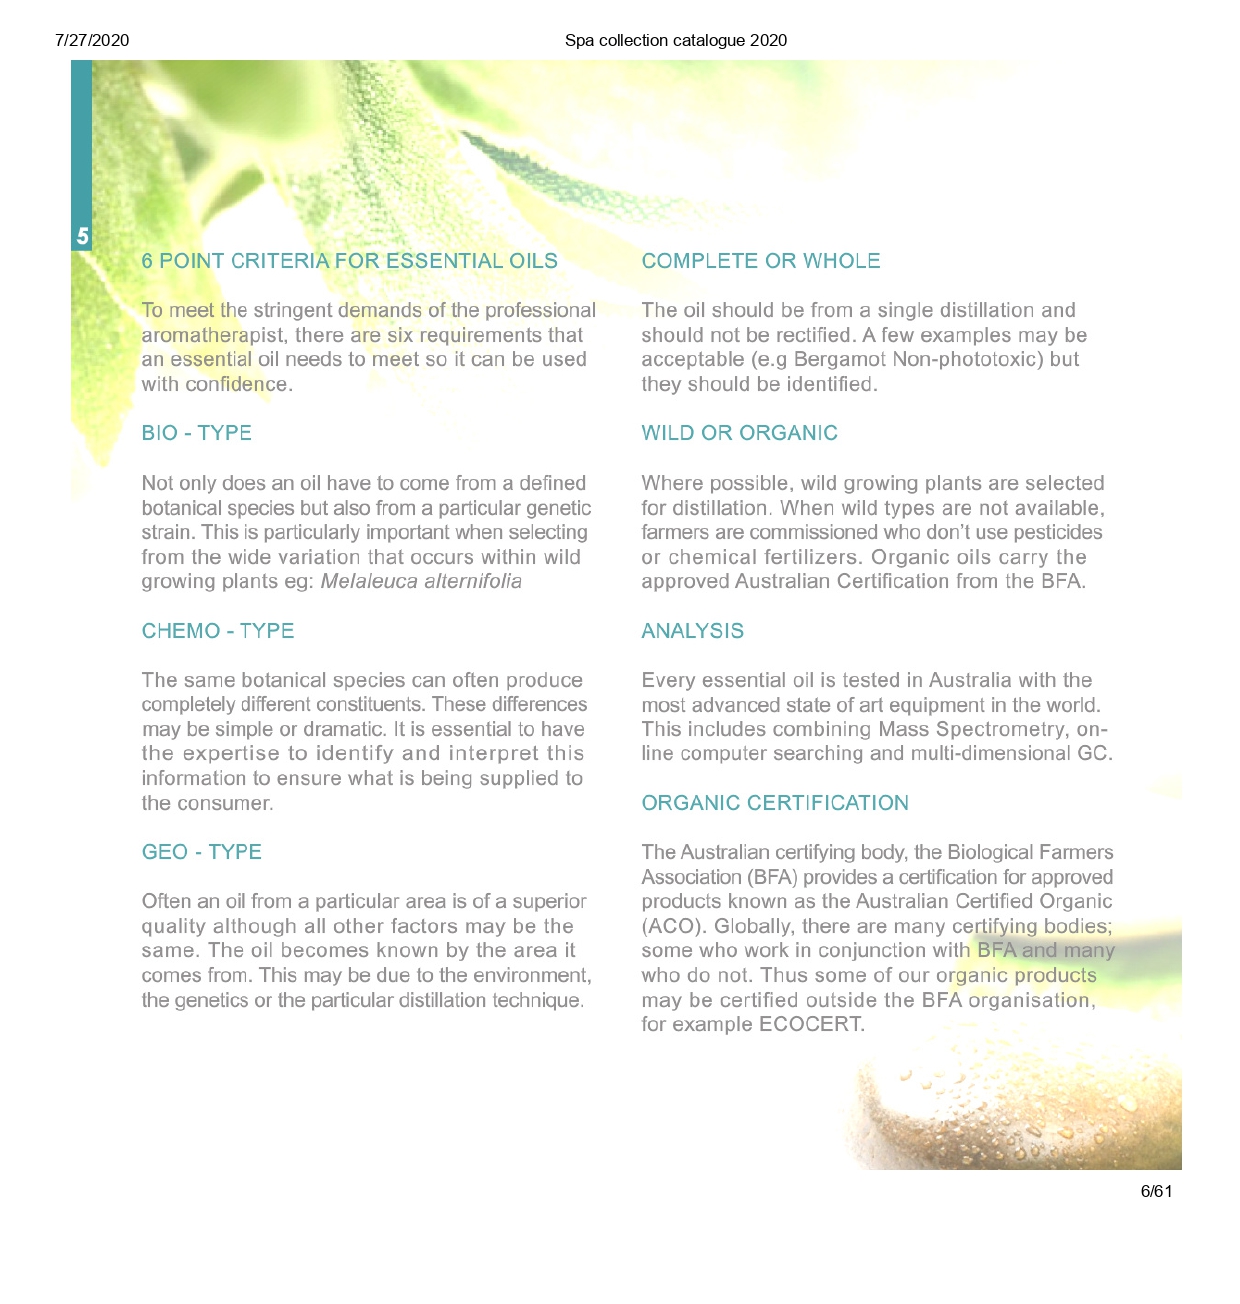 7/27/2020
Spa collection catalogue 2020
5
6 POINT CRITERIA FOR ESSENTIAL OILS
To meet the stringent demands of the professional
aromatherapist, there are six requirements that
an essential oil needs to meet so it can be used
with confidence.
BIO - TYPE
Not only does an oil have to come from a defined
botanical species but also from a particular genetic
strain. This is particularly important when selecting
from the wide variation that occurs within wild
growing plants eg: Melaleuca alternifolia
CHEMO - TYPE
The same botanical species can often produce
completely different constituents. These differences
may be simple or dramatic. It is essential to have
the expertise to identify and interpret this
information to ensure what is being supplied to
the consumer.
GEO - TYPE
Often an oil from a particular area is of a superior
quality although all other factors may be the
same. The oil becomes known by the area it
comes from. This may be due to the environment,
the genetics or the particular distillation technique.
COMPLETE OR WHOLE
The oil should be from a single distillation and
should not be rectified. A few examples may be
acceptable (e.g Bergamot Non-phototoxic) but
they should be identified.
WILD OR ORGANIC
Where possible, wild growing plants are selected
for distillation. When wild types are not available,
farmers are commissioned who don’t use pesticides
or chemical fertilizers. Organic oils carry the
approved Australian Certification from the BFA.
ANALYSIS
Every essential oil is tested in Australia with the
most advanced state of art equipment in the world.
This includes combining Mass Spectrometry, on-
line computer searching and multi-dimensional GC.
ORGANIC CERTIFICATION
The Australian certifying body, the Biological Farmers
Association (BFA) provides a certification for approved
products known as the Australian Certified Organic
(ACO). Globally, there are many certifying bodies;
some who work in conjunction with BFA and many
who do not. Thus some of our organic products
may be certified outside the BFA organisation,
for example ECOCERT.
6/61